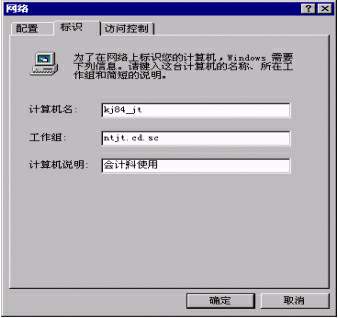 网络
配置 标识 访问控制
为了在网络上标识您的计算机，Windows 需要
下列信息。请键入这台计算机的名称、所在工
作组和简短的说明。
计算机名: kj84_jt
工作组: ntjt.cd.sc
计算机说明: 会计科使用
确定 取消